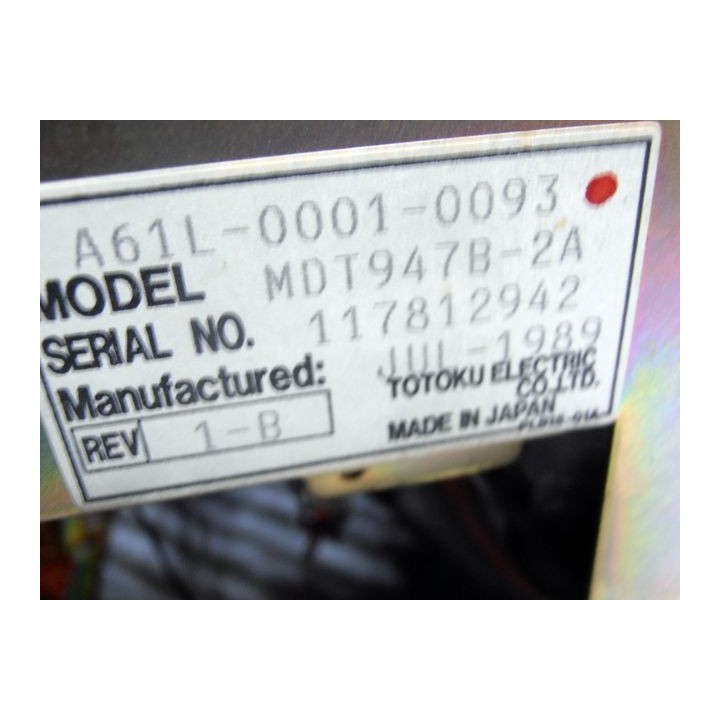 A61L-0001-0093
MODEL MDT947B-2A
SERIAL NO. 117812942
Manufactured: JUL-1989
REV 1-B
TOTOKU ELECTRIC
CO.LTD.
MADE IN JAPAN